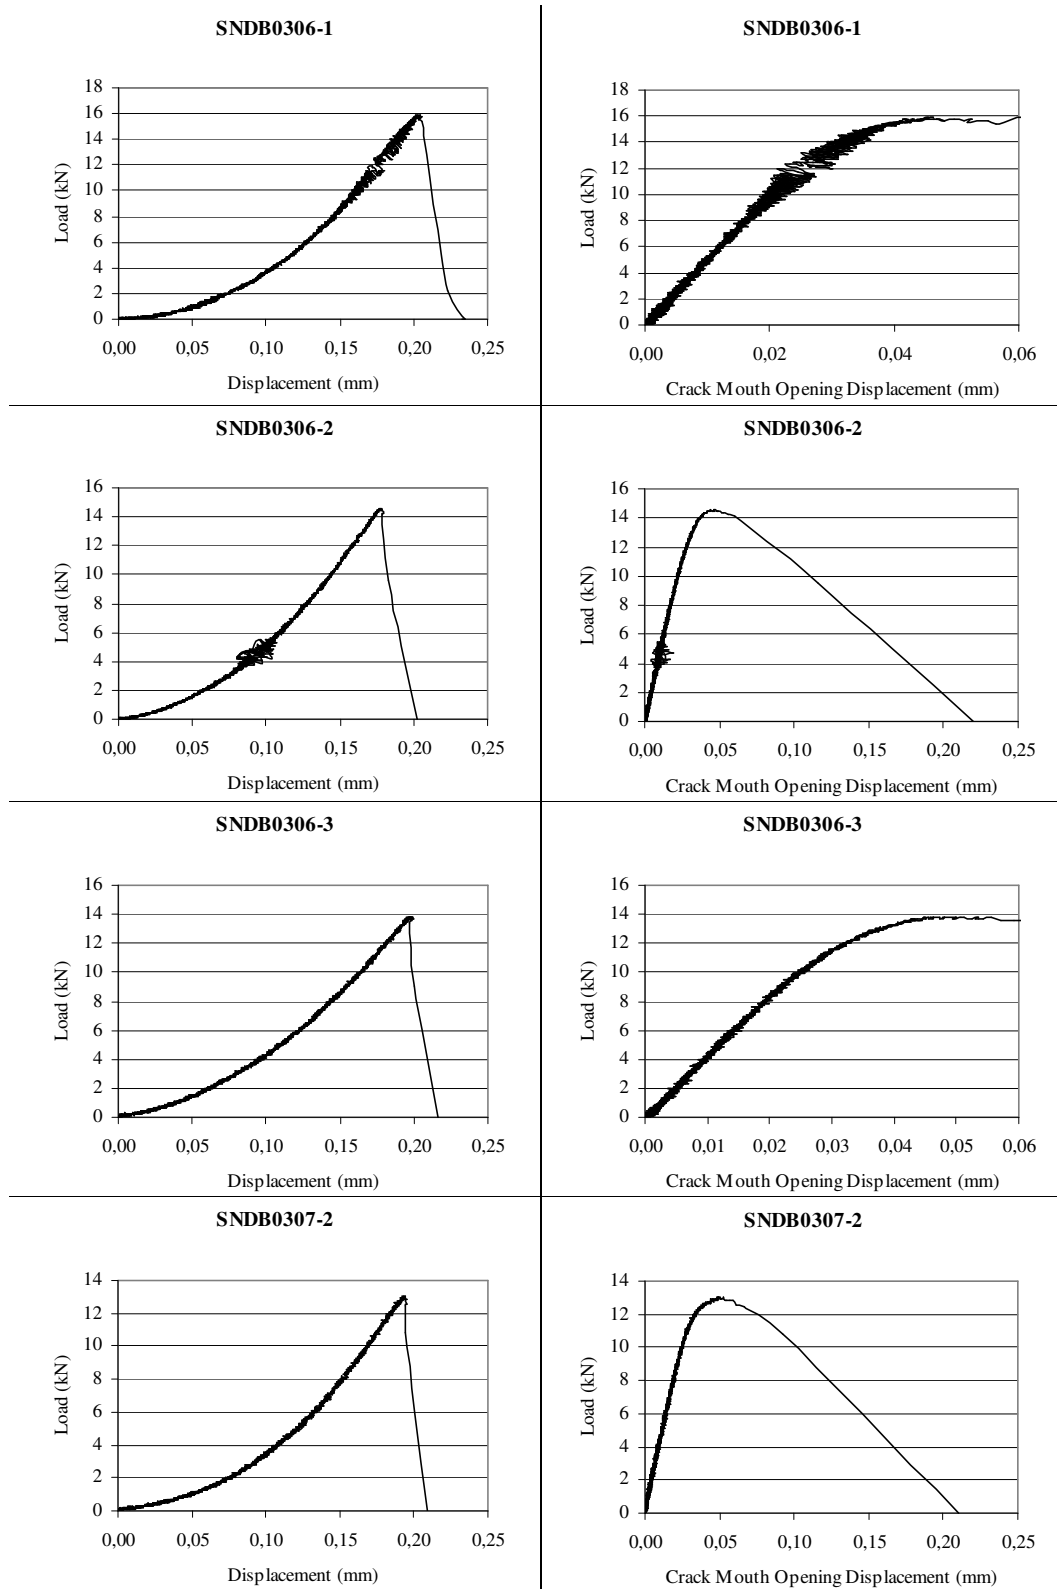 SNDB0306-1
18
16
14
12
10
8
6
4
2
0
Load (kN)
0,00 0,05 0,10 0,15 0,20 0,25
Displacement (mm)
SNDB0306-1
18
16
14
12
10
8
6
4
2
0
Load (kN)
0,00 0,02 0,04 0,06
Crack Mouth Opening Displacement (mm)
SNDB0306-2
16
14
12
10
8
6
4
2
0
Load (kN)
0,00 0,05 0,10 0,15 0,20 0,25
Displacement (mm)
SNDB0306-2
16
14
12
10
8
6
4
2
0
Load (kN)
0,00 0,05 0,10 0,15 0,20 0,25
Crack Mouth Opening Displacement (mm)
SNDB0306-3
16
14
12
10
8
6
4
2
0
Load (kN)
0,00 0,05 0,10 0,15 0,20 0,25
Displacement (mm)
SNDB0306-3
16
14
12
10
8
6
4
2
0
Load (kN)
0,00 0,01 0,02 0,03 0,04 0,05 0,06
Crack Mouth Opening Displacement (mm)
SNDB0307-2
14
12
10
8
6
4
2
0
Load (kN)
0,00 0,05 0,10 0,15 0,20 0,25
Displacement (mm)
SNDB0307-2
14
12
10
8
6
4
2
0
Load (kN)
0,00 0,05 0,10 0,15 0,20 0,25
Crack Mouth Opening Displacement (mm)